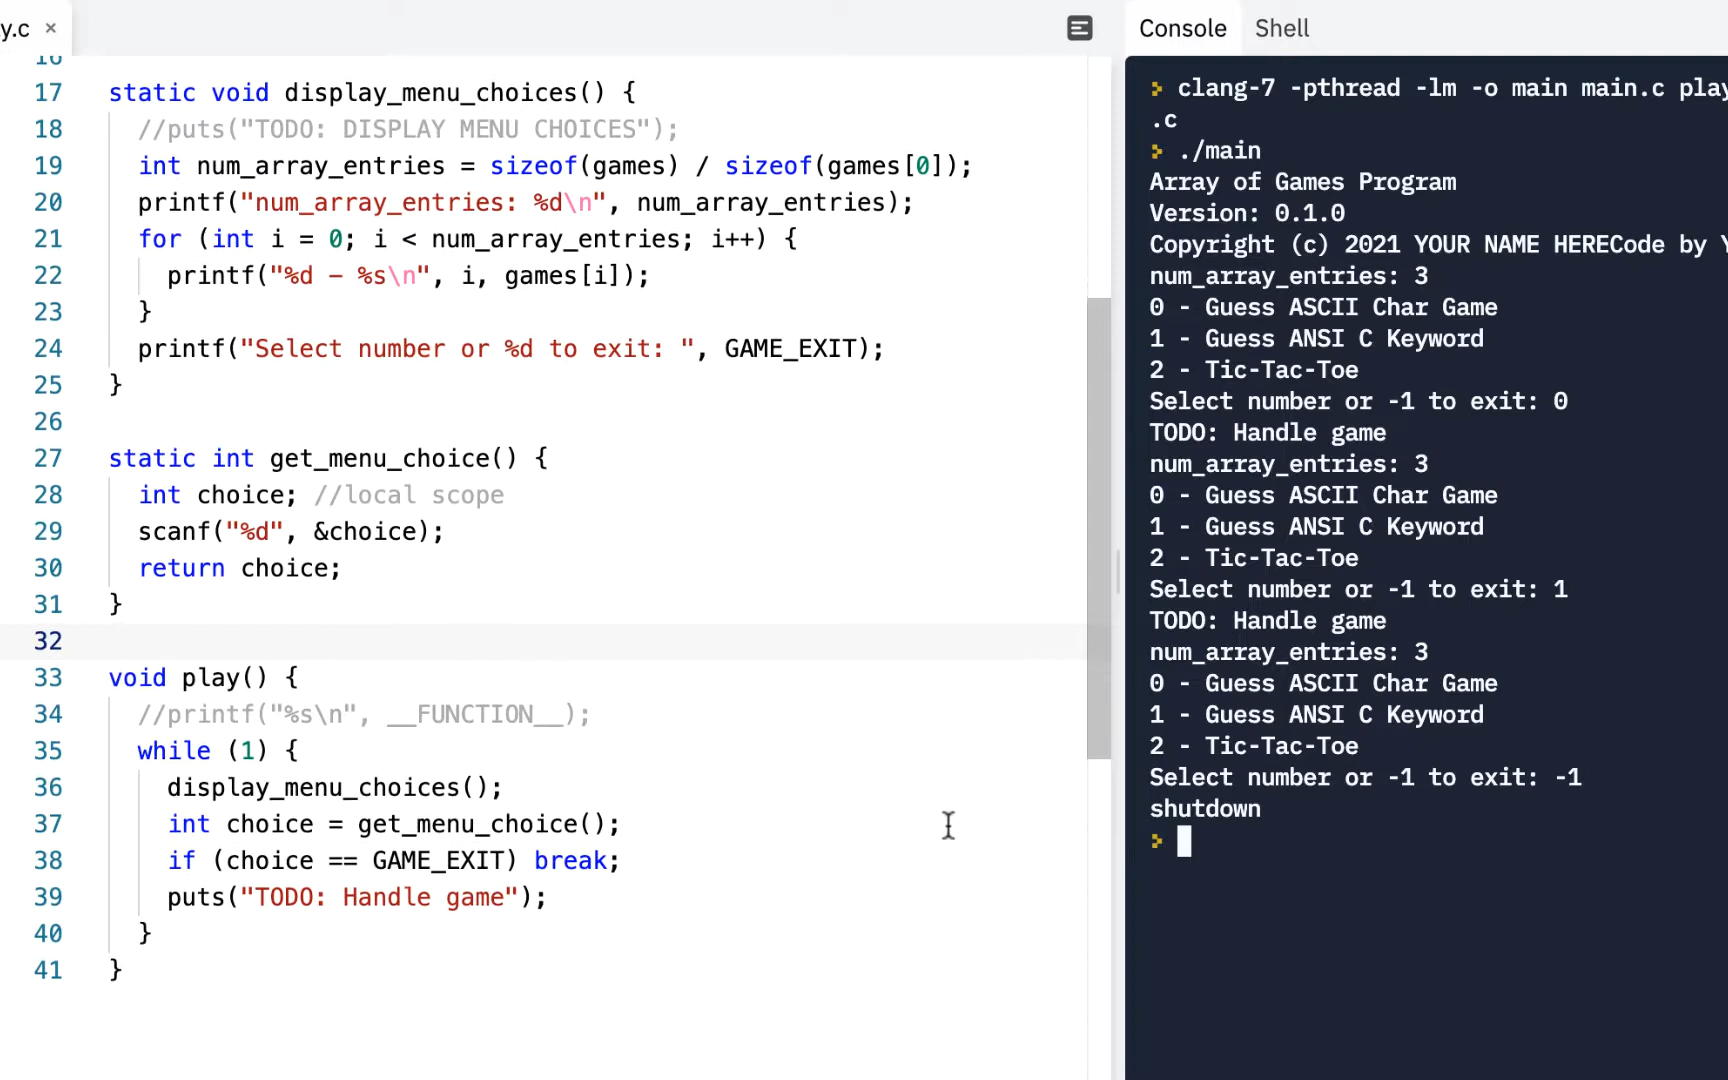 y.c ×
Console Shell
16
17 static void display_menu_choices() {
18 //puts("TODO: DISPLAY MENU CHOICES");
19 int num_array_entries = sizeof(games) / sizeof(games[0]);
20 printf("num_array_entries: %d\n", num_array_entries);
21 for (int i = 0; i < num_array_entries; i++) {
22 printf("%d - %s\n", i, games[i]);
23 }
24 printf("Select number or %d to exit: ", GAME_EXIT);
25 }
26
27 static int get_menu_choice() {
28 int choice; //local scope
29 scanf("%d", &choice);
30 return choice;
31 }
32
33 void play() {
34 //printf("%s\n", __FUNCTION__);
35 while (1) {
36 display_menu_choices();
37 int choice = get_menu_choice();
38 if (choice == GAME_EXIT) break;
39 puts("TODO: Handle game");
40 }
41 }
> clang-7 -pthread -lm -o main main.c play
.c
> ./main
Array of Games Program
Version: 0.1.0
Copyright (c) 2021 YOUR NAME HERECode by Y
num_array_entries: 3
0 - Guess ASCII Char Game
1 - Guess ANSI C Keyword
2 - Tic-Tac-Toe
Select number or -1 to exit: 0
TODO: Handle game
num_array_entries: 3
0 - Guess ASCII Char Game
1 - Guess ANSI C Keyword
2 - Tic-Tac-Toe
Select number or -1 to exit: 1
TODO: Handle game
num_array_entries: 3
0 - Guess ASCII Char Game
1 - Guess ANSI C Keyword
2 - Tic-Tac-Toe
Select number or -1 to exit: -1
shutdown
>